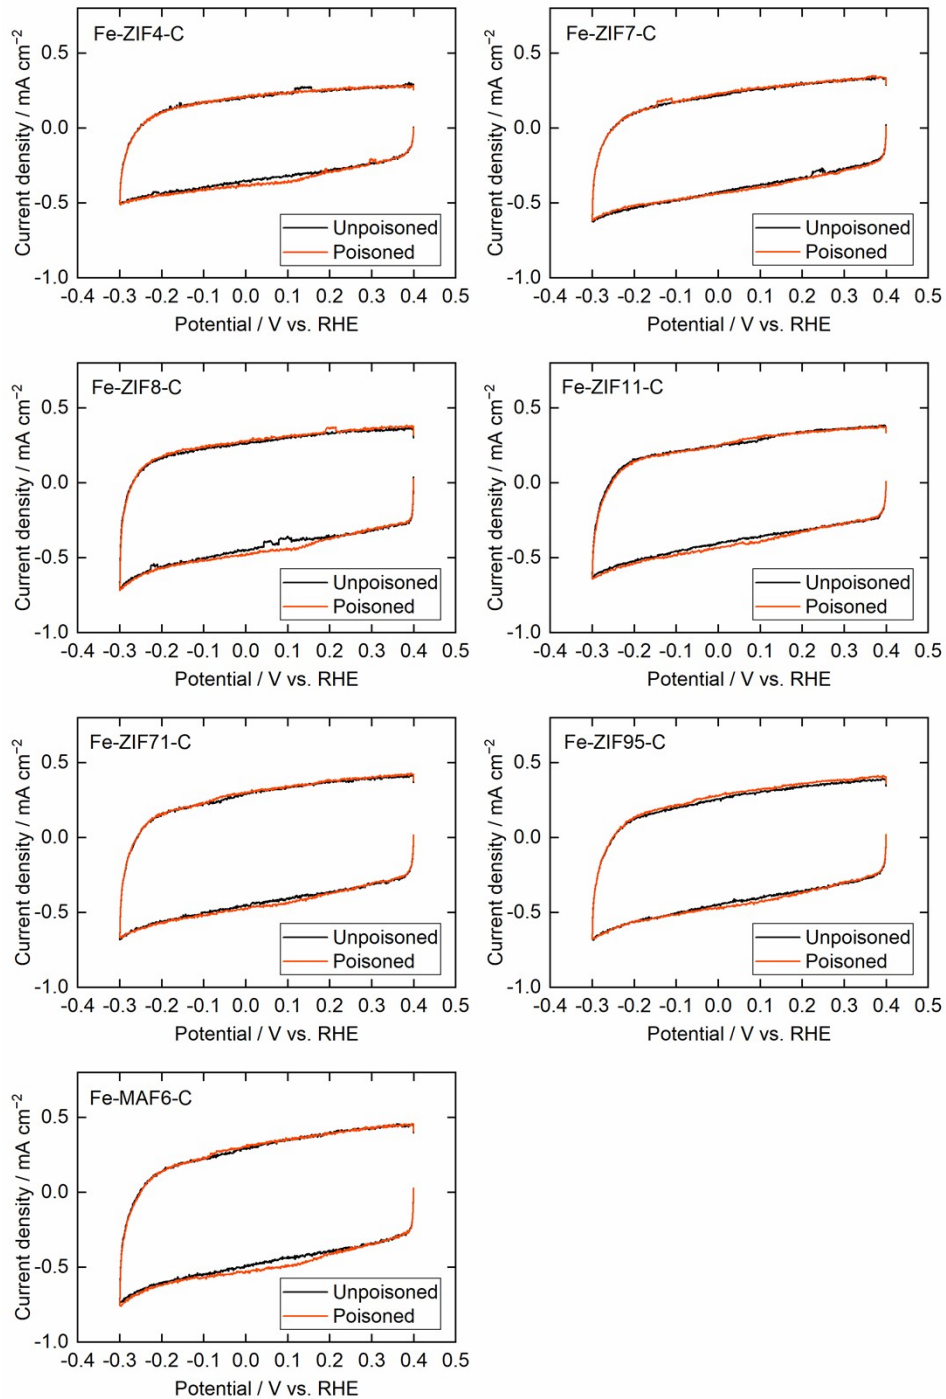 Fe-ZIF4-C
Current density / mA cm⁻²
0.5
0.0
-0.5
-1.0
Unpoisoned
Poisoned
-0.4 -0.3 -0.2 -0.1 0.0 0.1 0.2 0.3 0.4 0.5
Potential / V vs. RHE
Fe-ZIF7-C
Current density / mA cm⁻²
0.5
0.0
-0.5
-1.0
Unpoisoned
Poisoned
-0.4 -0.3 -0.2 -0.1 0.0 0.1 0.2 0.3 0.4 0.5
Potential / V vs. RHE
Fe-ZIF8-C
Current density / mA cm⁻²
0.5
0.0
-0.5
-1.0
Unpoisoned
Poisoned
-0.4 -0.3 -0.2 -0.1 0.0 0.1 0.2 0.3 0.4 0.5
Potential / V vs. RHE
Fe-ZIF11-C
Current density / mA cm⁻²
0.5
0.0
-0.5
-1.0
Unpoisoned
Poisoned
-0.4 -0.3 -0.2 -0.1 0.0 0.1 0.2 0.3 0.4 0.5
Potential / V vs. RHE
Fe-ZIF71-C
Current density / mA cm⁻²
0.5
0.0
-0.5
-1.0
Unpoisoned
Poisoned
-0.4 -0.3 -0.2 -0.1 0.0 0.1 0.2 0.3 0.4 0.5
Potential / V vs. RHE
Fe-ZIF95-C
Current density / mA cm⁻²
0.5
0.0
-0.5
-1.0
Unpoisoned
Poisoned
-0.4 -0.3 -0.2 -0.1 0.0 0.1 0.2 0.3 0.4 0.5
Potential / V vs. RHE
Fe-MAF6-C
Current density / mA cm⁻²
0.5
0.0
-0.5
-1.0
Unpoisoned
Poisoned
-0.4 -0.3 -0.2 -0.1 0.0 0.1 0.2 0.3 0.4 0.5
Potential / V vs. RHE